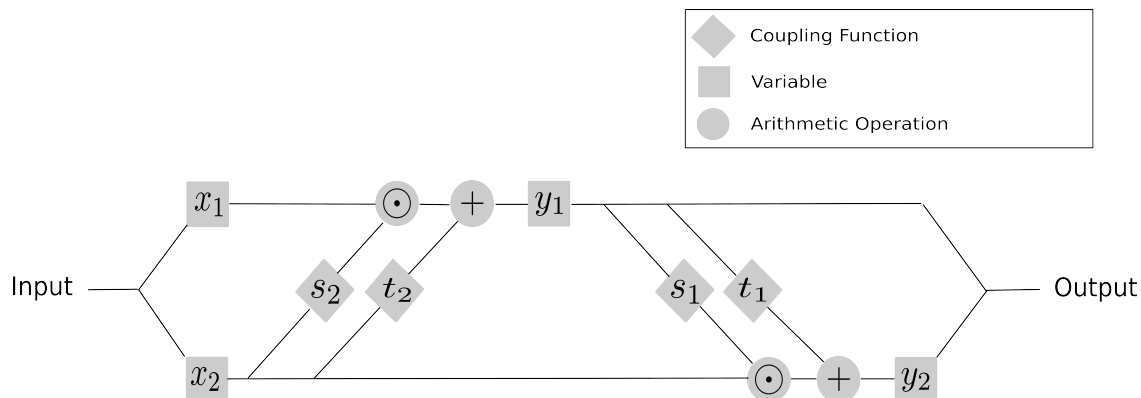 Coupling Function
Variable
Arithmetic Operation
x₁ ⊙ + y₁
Input s₂ t₂ s₁ t₁ Output
x₂ ⊙ + y₂